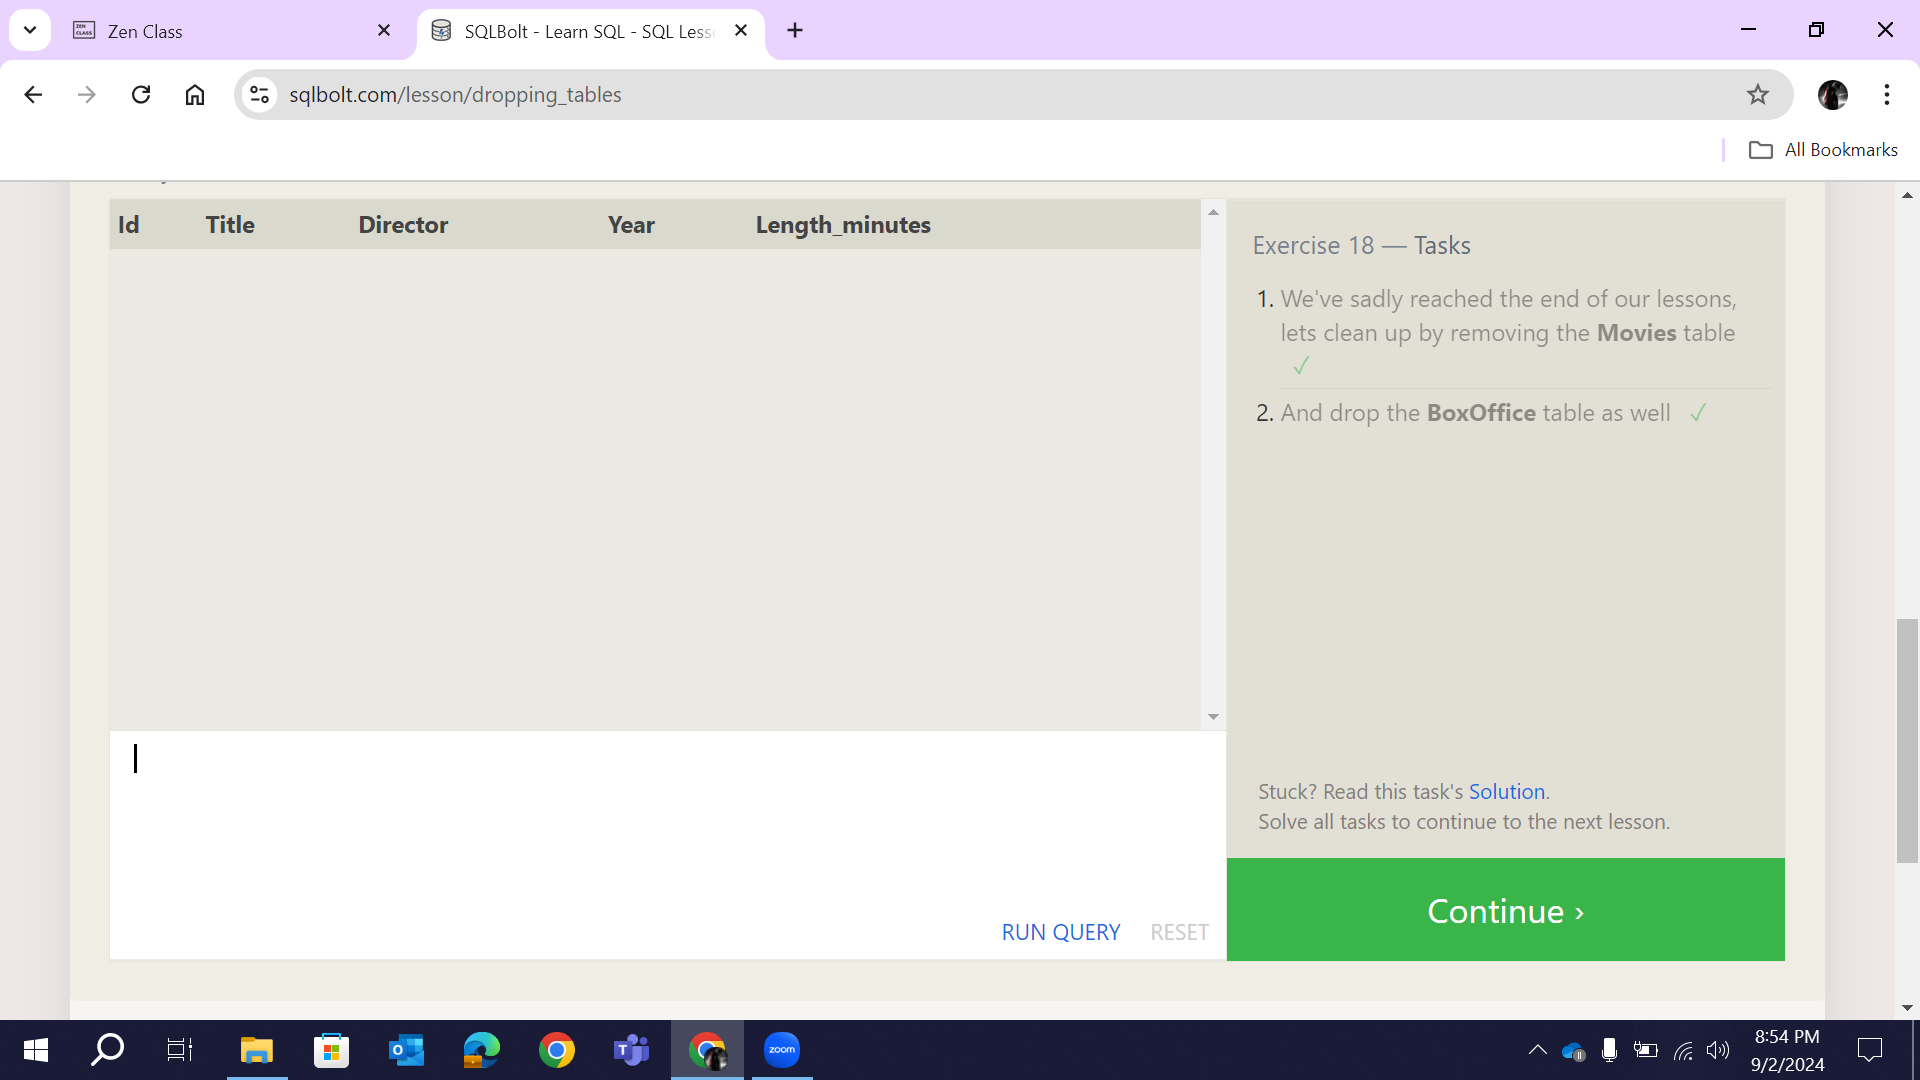 Zen Class
SQLBolt - Learn SQL - SQL Less
sqlbolt.com/lesson/dropping_tables
All Bookmarks
Id Title Director Year Length_minutes
Exercise 18 — Tasks
1. We've sadly reached the end of our lessons,
lets clean up by removing the Movies table
✓
2. And drop the BoxOffice table as well ✓
Stuck? Read this task's Solution.
Solve all tasks to continue to the next lesson.
RUN QUERY RESET
Continue ›
zoom
8:54 PM
9/2/2024